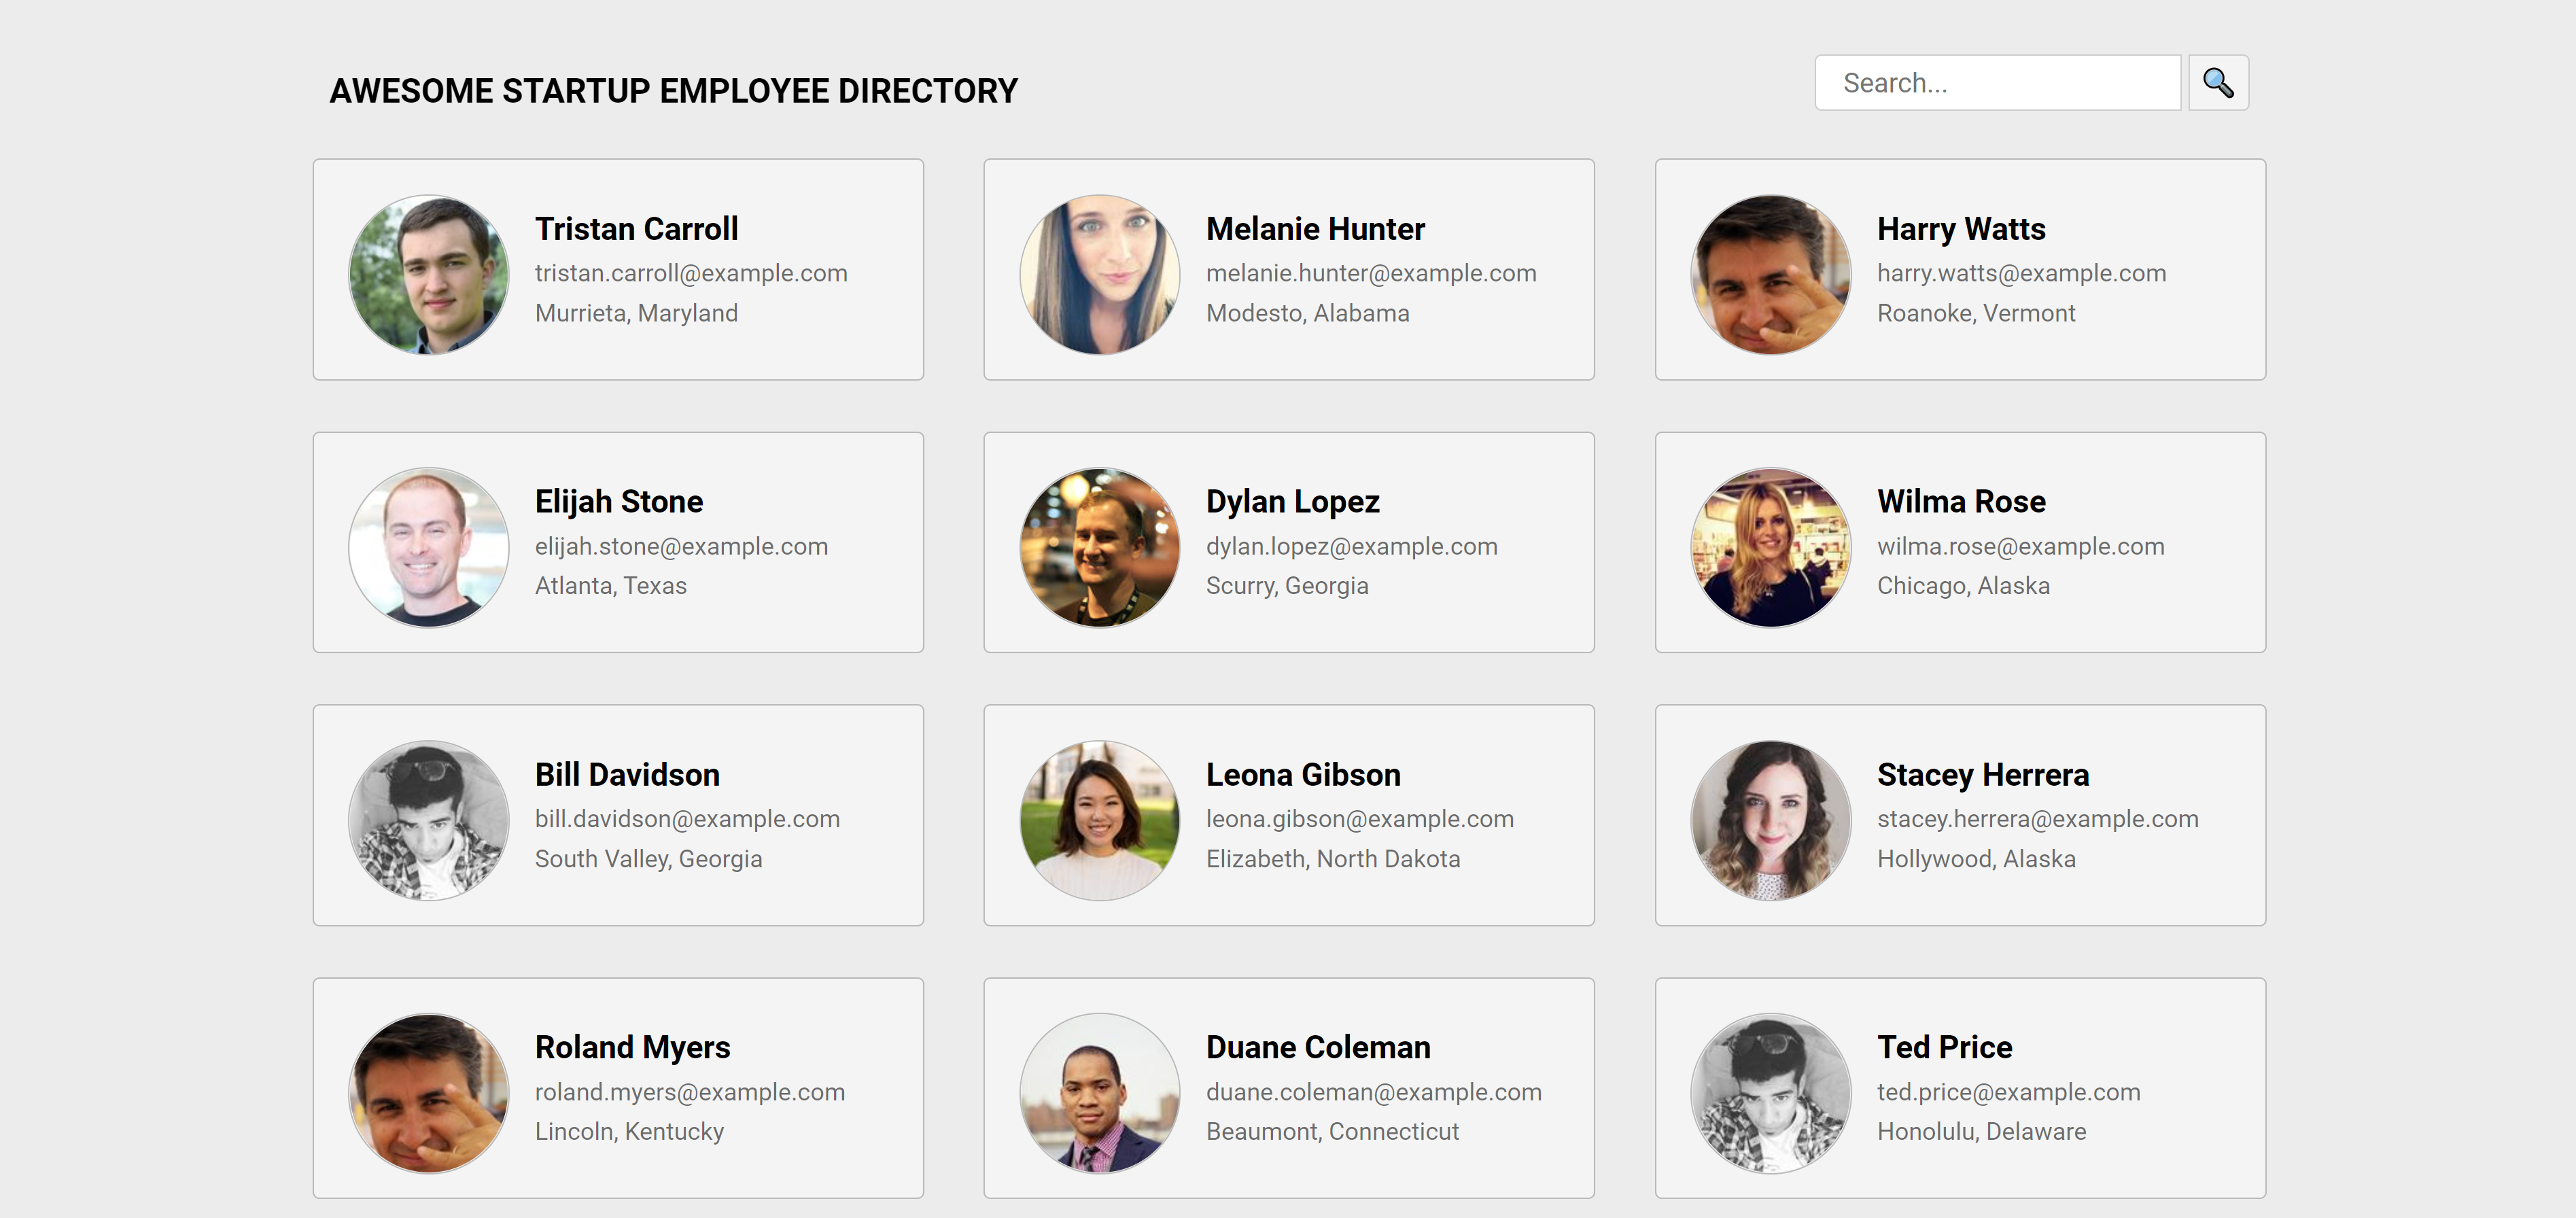 AWESOME STARTUP EMPLOYEE DIRECTORY
Search...
Tristan Carroll
tristan.carroll@example.com
Murrieta, Maryland
Melanie Hunter
melanie.hunter@example.com
Modesto, Alabama
Harry Watts
harry.watts@example.com
Roanoke, Vermont
Elijah Stone
elijah.stone@example.com
Atlanta, Texas
Dylan Lopez
dylan.lopez@example.com
Scurry, Georgia
Wilma Rose
wilma.rose@example.com
Chicago, Alaska
Bill Davidson
bill.davidson@example.com
South Valley, Georgia
Leona Gibson
leona.gibson@example.com
Elizabeth, North Dakota
Stacey Herrera
stacey.herrera@example.com
Hollywood, Alaska
Roland Myers
roland.myers@example.com
Lincoln, Kentucky
Duane Coleman
duane.coleman@example.com
Beaumont, Connecticut
Ted Price
ted.price@example.com
Honolulu, Delaware